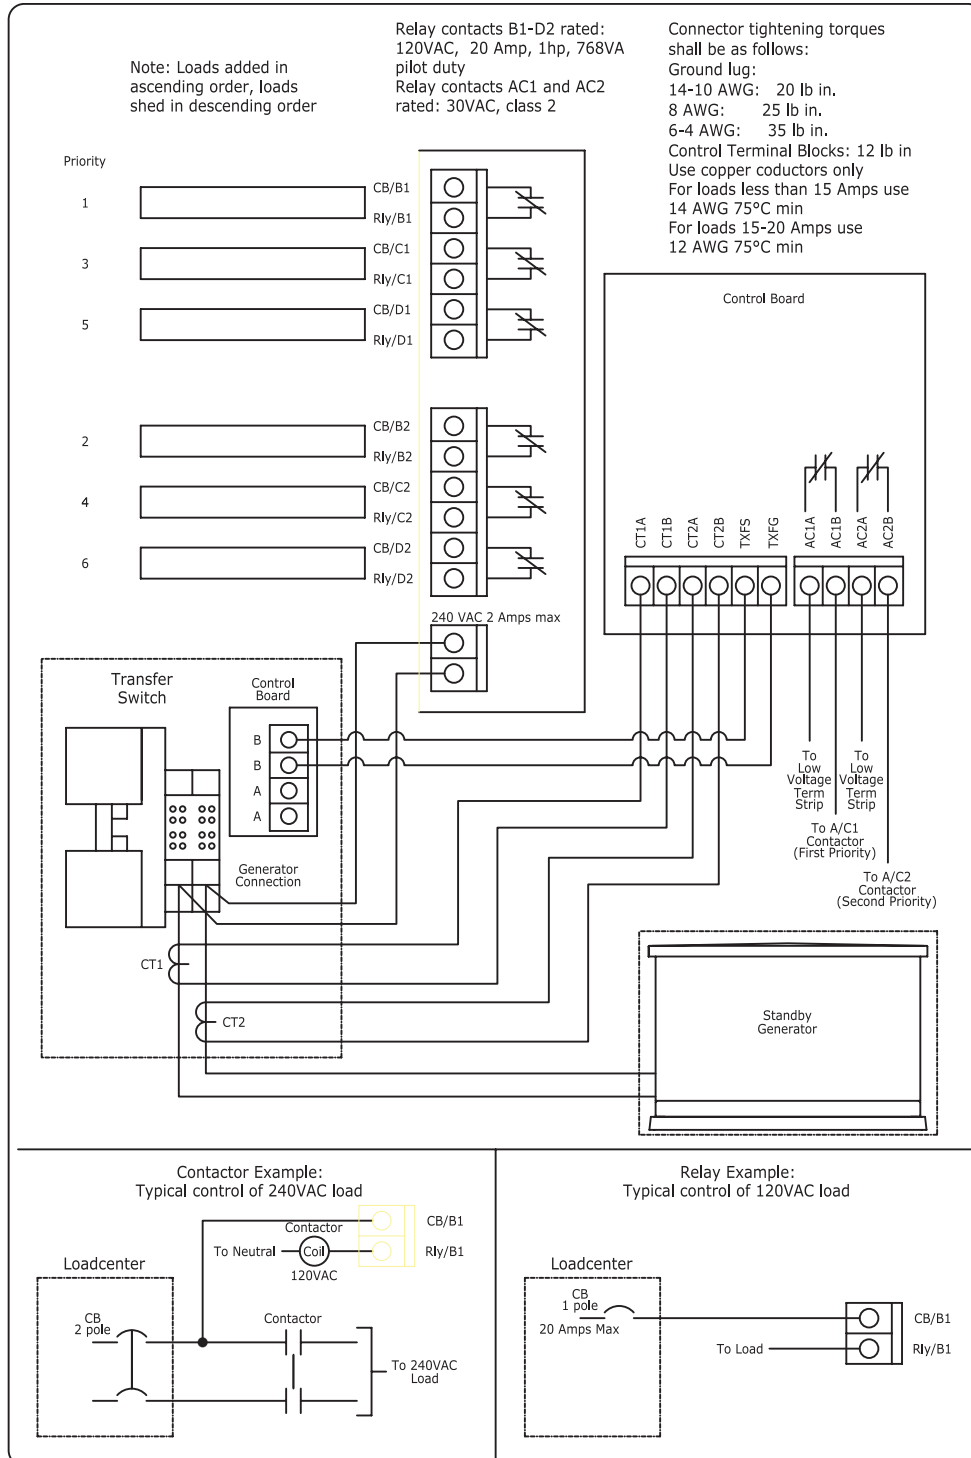 Note: Loads added in
ascending order, loads
shed in descending order
Relay contacts B1-D2 rated:
120VAC, 20 Amp, 1hp, 768VA
pilot duty
Relay contacts AC1 and AC2
rated: 30VAC, class 2
Connector tightening torques
shall be as follows:
Ground lug:
14-10 AWG: 20 lb in.
8 AWG: 25 lb in.
6-4 AWG: 35 lb in.
Control Terminal Blocks: 12 lb in
Use copper coductors only
For loads less than 15 Amps use
14 AWG 75°C min
For loads 15-20 Amps use
12 AWG 75°C min
Priority
1
CB/B1
Rly/B1
3
CB/C1
Rly/C1
5
CB/D1
Rly/D1
2
CB/B2
Rly/B2
4
CB/C2
Rly/C2
6
CB/D2
Rly/D2
240 VAC 2 Amps max
Control Board
CT1A
CT1B
CT2A
CT2B
TXFS
TXFG
AC1A
AC1B
AC2A
AC2B
To
Low
Voltage
Term
Strip
To
Low
Voltage
Term
Strip
To A/C1
Contactor
(First Priority)
To A/C2
Contactor
(Second Priority)
Transfer
Switch
Control
Board
B
B
A
A
Generator
Connection
CT1
CT2
Standby
Generator
Contactor Example:
Typical control of 240VAC load
Contactor
CB/B1
To Neutral
Coil
Rly/B1
120VAC
Loadcenter
CB
2 pole
Contactor
To 240VAC
Load
Relay Example:
Typical control of 120VAC load
Loadcenter
CB
1 pole
20 Amps Max
CB/B1
To Load
Rly/B1